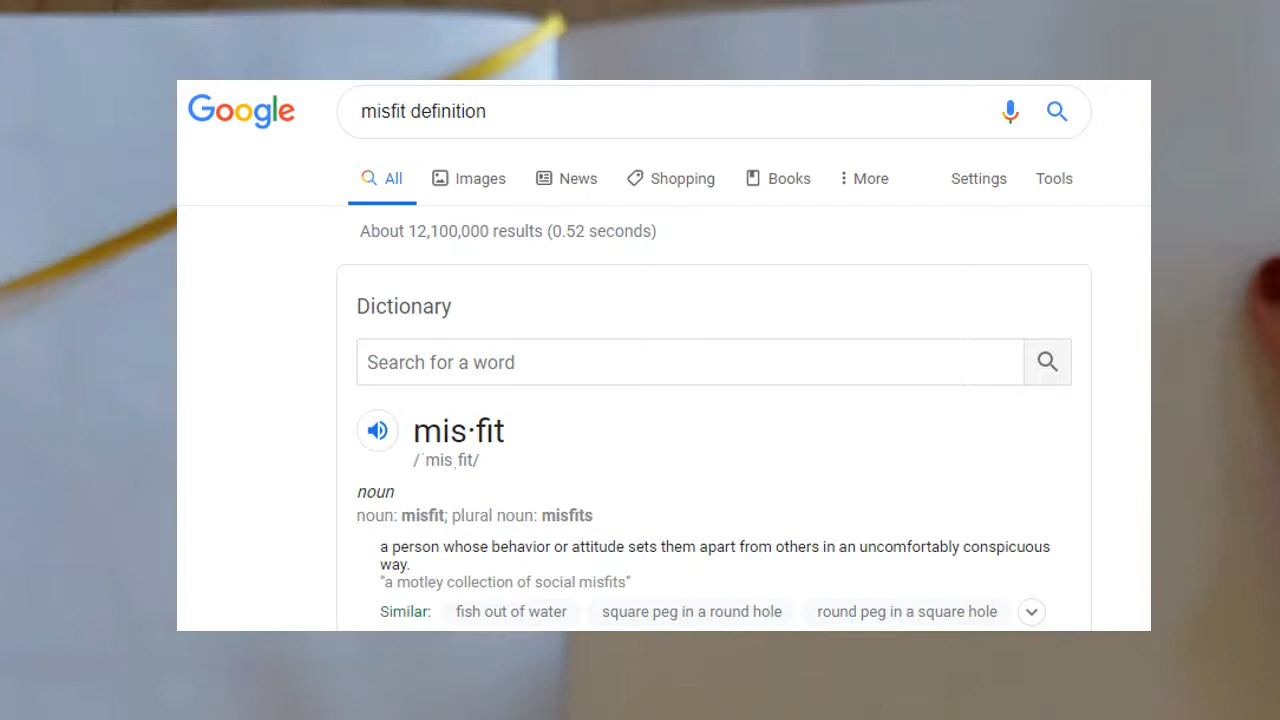 Google
misfit definition
All Images News Shopping Books More Settings Tools
About 12,100,000 results (0.52 seconds)
Dictionary
Search for a word
mis·fit
/ˈmisˌfit/
noun
noun: misfit; plural noun: misfits
a person whose behavior or attitude sets them apart from others in an uncomfortably conspicuous
way.
"a motley collection of social misfits"
Similar: fish out of water square peg in a round hole round peg in a square hole